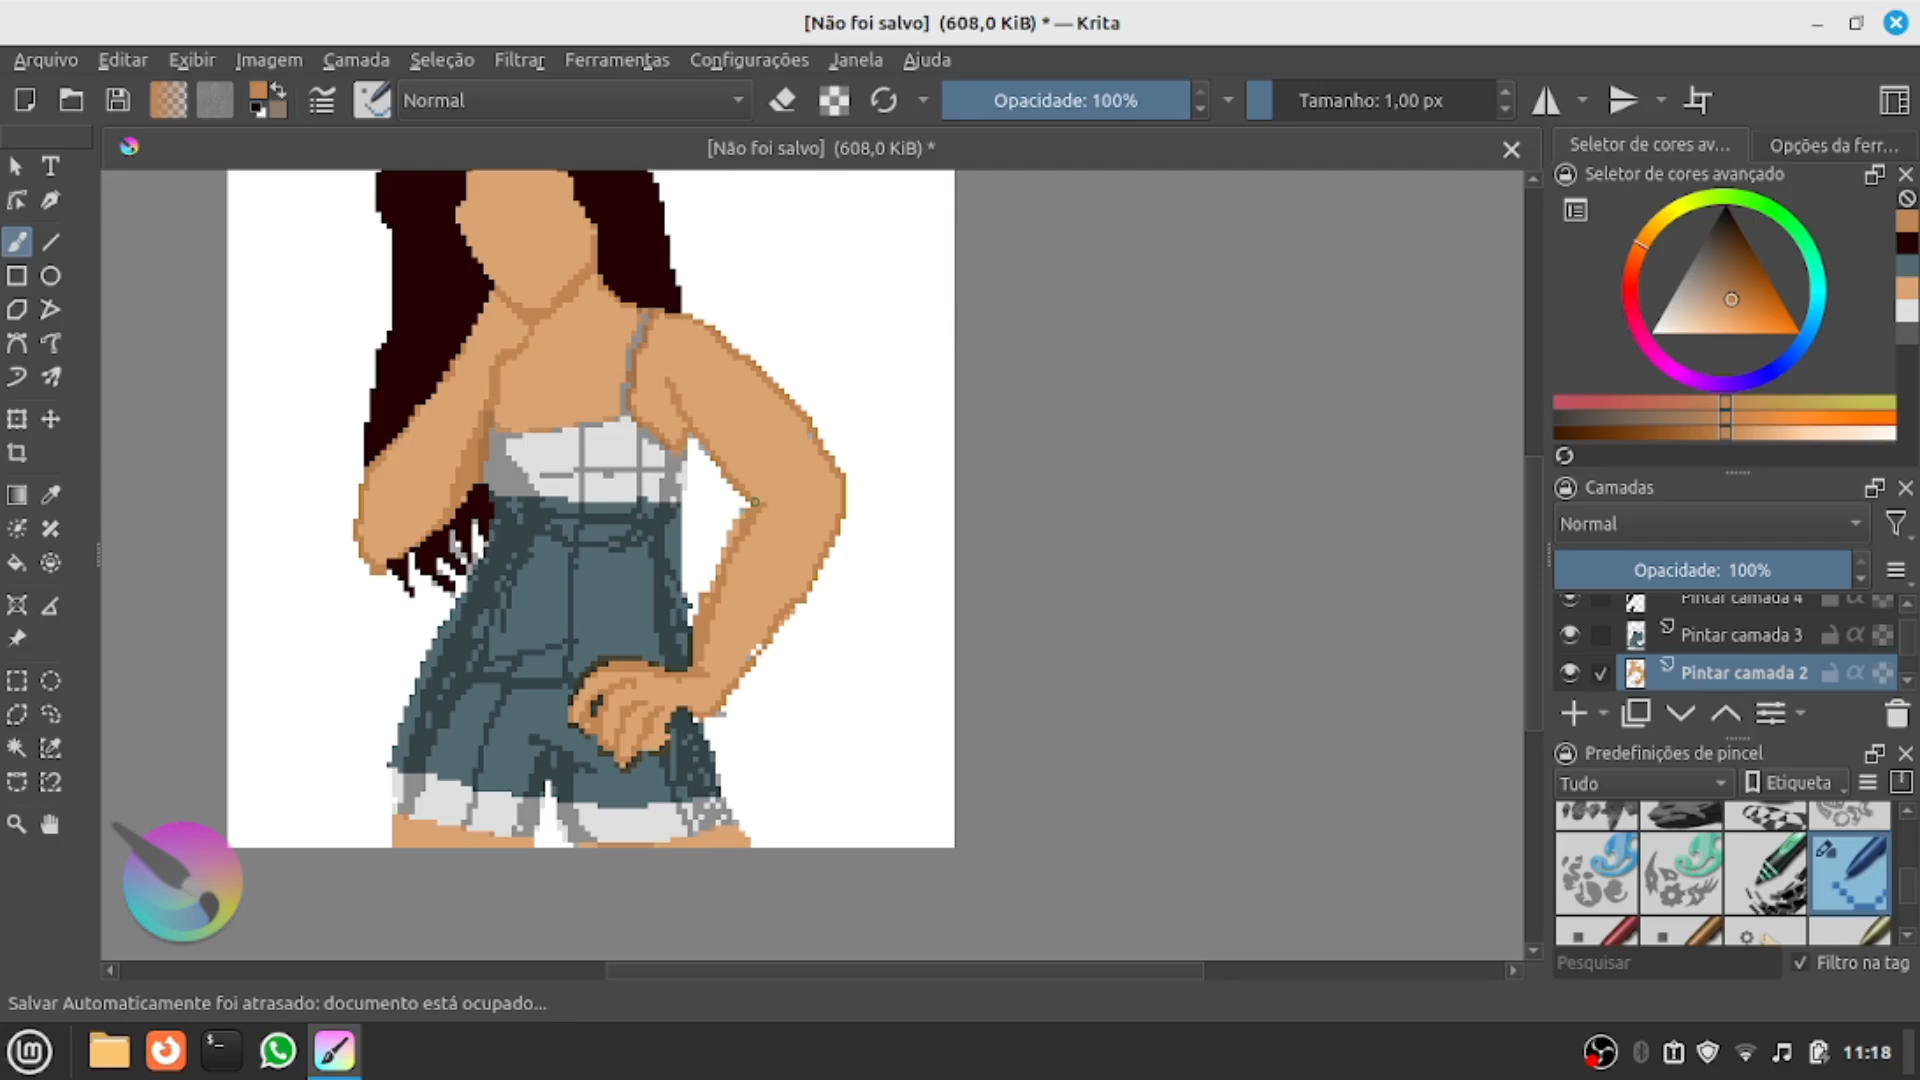 [Não foi salvo]  (608,0 KiB) * — Krita
Arquivo Editar Exibir Imagem Camada Seleção Filtrar Ferramentas Configurações Janela Ajuda
Normal Opacidade: 100% Tamanho: 1,00 px
[Não foi salvo]  (608,0 KiB) *
Seletor de cores av... Opções da ferr...
Seletor de cores avançado
Camadas
Normal
Opacidade:  100%
Pintar camada 4
Pintar camada 3
Pintar camada 2
Predefinições de pincel
Tudo Etiqueta
Pesquisar Filtro na tag
Salvar Automaticamente foi atrasado: documento está ocupado...
11:18